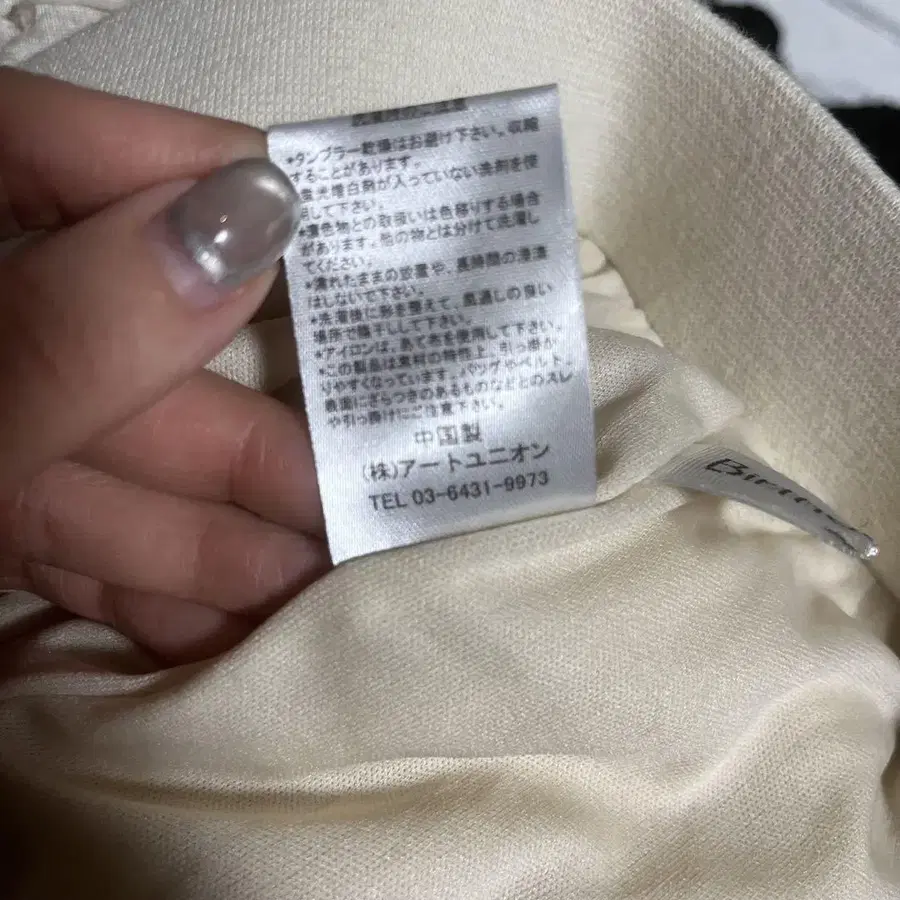 *タンブラー乾燥はお避け下さい。収縮
することがあります。
蛍光増白剤が入っていない洗剤を使
用して下さい。
*濃色物との取扱いは色移りする場合
があります。他の物とは分けて洗濯し
てください。
*濡れたままの放置や、長時間の浸漬
はしないで下さい。
*洗濯後に形を整えて、風通しの良い
場所で陰干しして下さい。
*アイロンは、あて布を使用して下さい。
*この製品は素材の特性上、引っ掛か
りやすくなっています。バッグやベルト、
表面にざらつきのあるものなどとのスレ
や引っ掛けにご注意下さい。
中国製
(株)アートユニオン
TEL 03-6431-9973